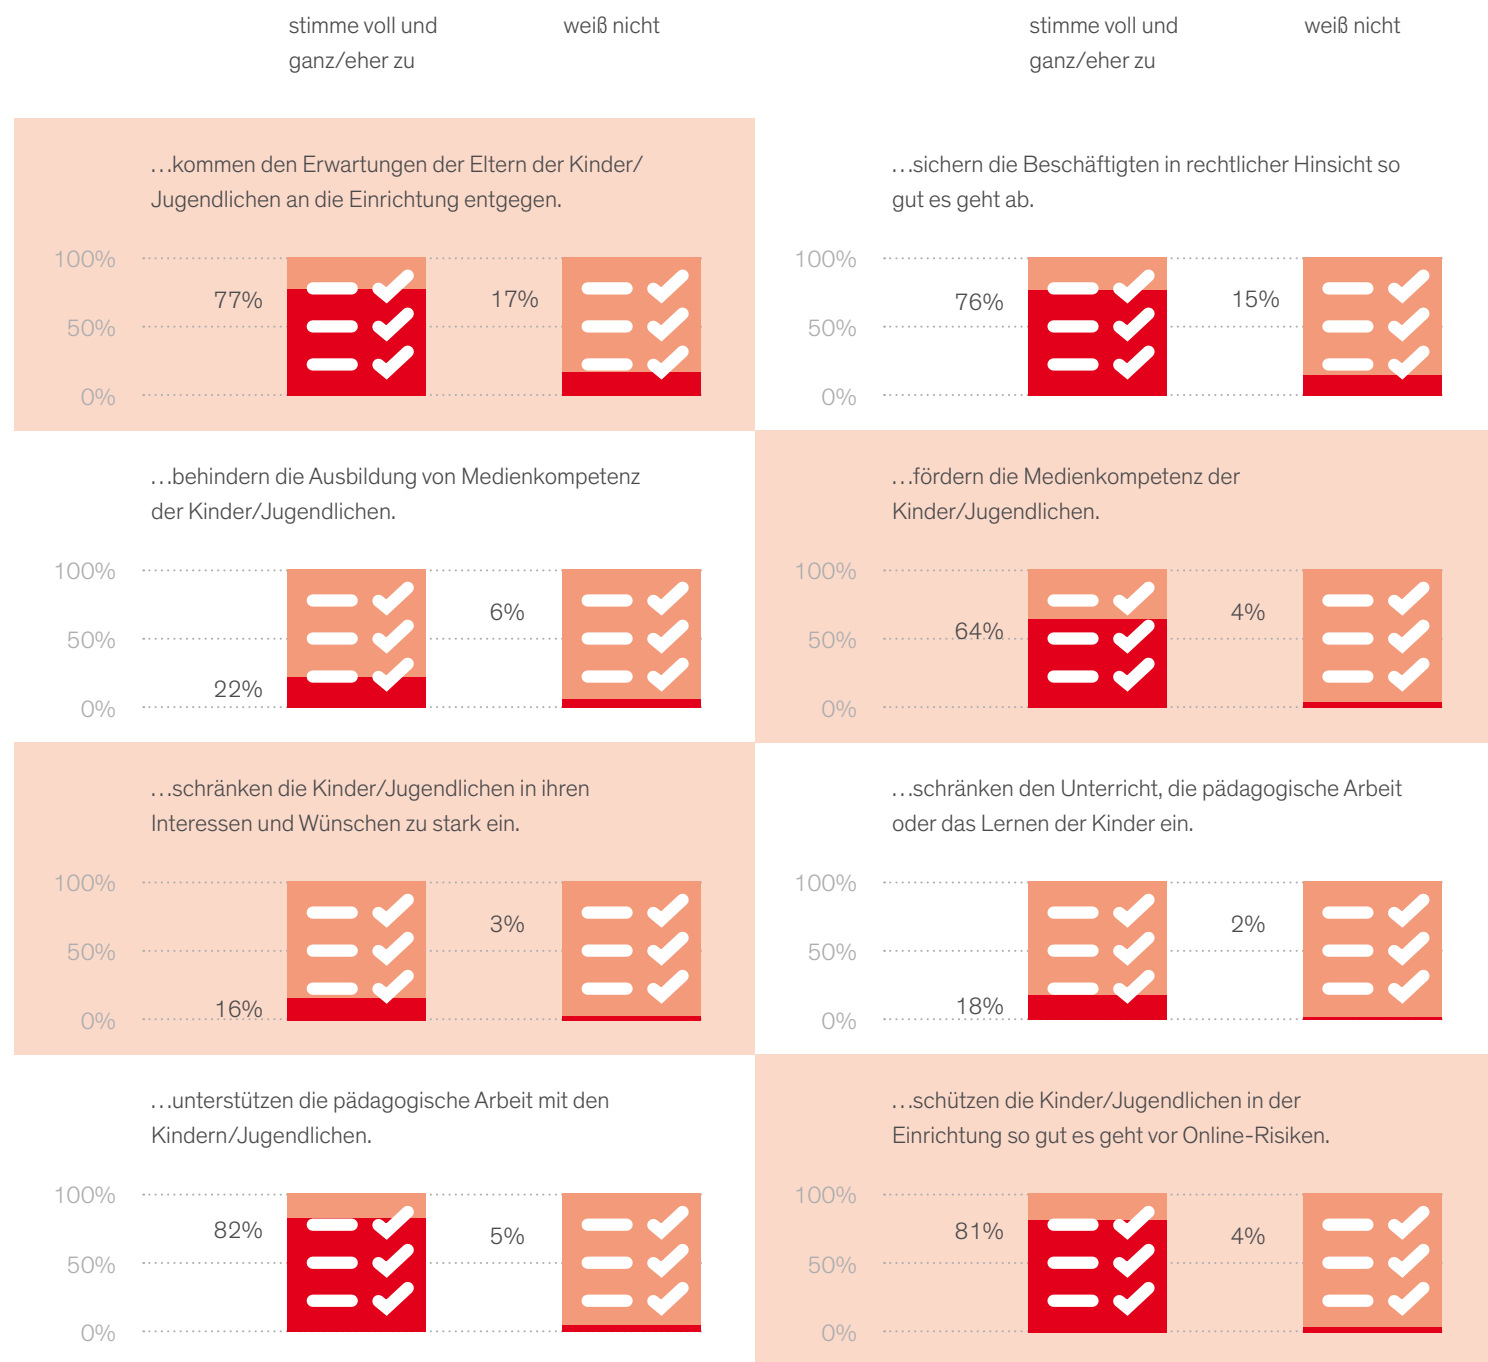 stimme voll und
ganz/eher zu
weiß nicht
stimme voll und
ganz/eher zu
weiß nicht
...kommen den Erwartungen der Eltern der Kinder/
Jugendlichen an die Einrichtung entgegen.
100%
77%
17%
50%
0%
...sichern die Beschäftigten in rechtlicher Hinsicht so
gut es geht ab.
100%
76%
15%
50%
0%
...behindern die Ausbildung von Medienkompetenz
der Kinder/Jugendlichen.
100%
6%
50%
22%
0%
...fördern die Medienkompetenz der
Kinder/Jugendlichen.
100%
4%
64%
50%
0%
...schränken die Kinder/Jugendlichen in ihren
Interessen und Wünschen zu stark ein.
100%
3%
50%
16%
0%
...schränken den Unterricht, die pädagogische Arbeit
oder das Lernen der Kinder ein.
100%
2%
50%
18%
0%
...unterstützen die pädagogische Arbeit mit den
Kindern/Jugendlichen.
100%
82%
5%
50%
0%
...schützen die Kinder/Jugendlichen in der
Einrichtung so gut es geht vor Online-Risiken.
100%
81%
4%
50%
0%